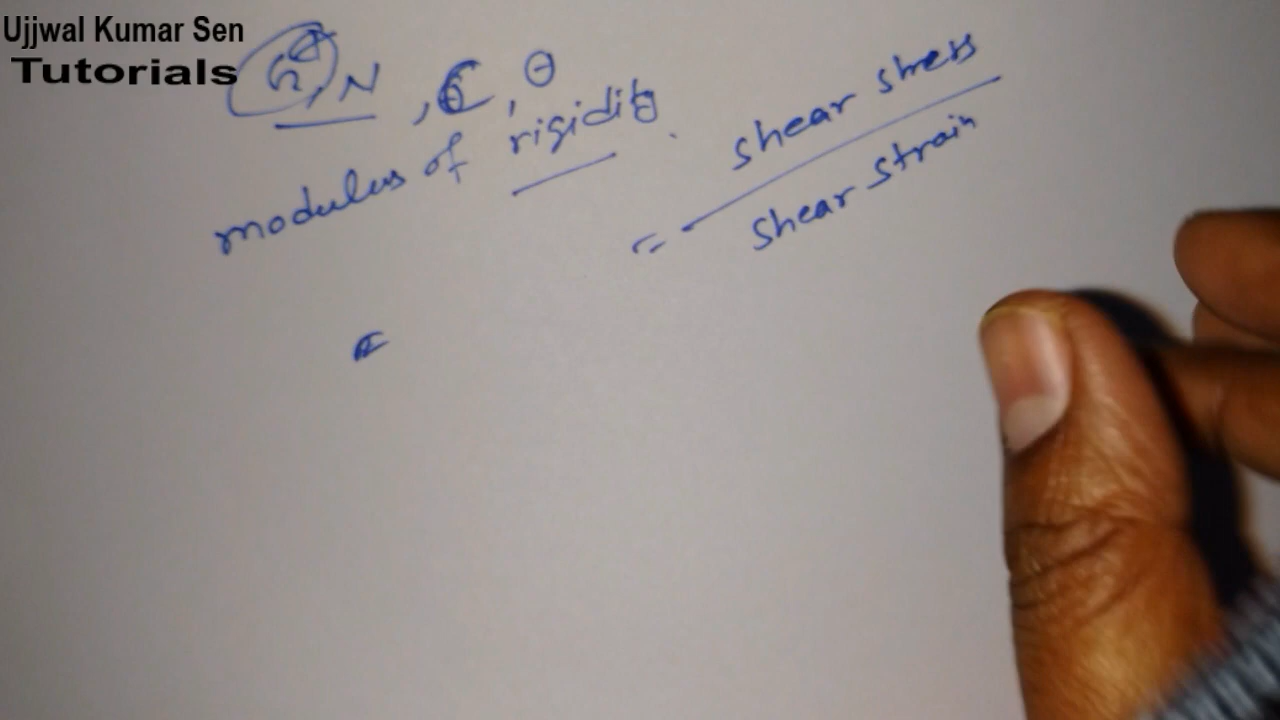 Ujjwal Kumar Sen
Tutorials
N , C , θ
modulus of rigidity.
= shear stress
shear strain